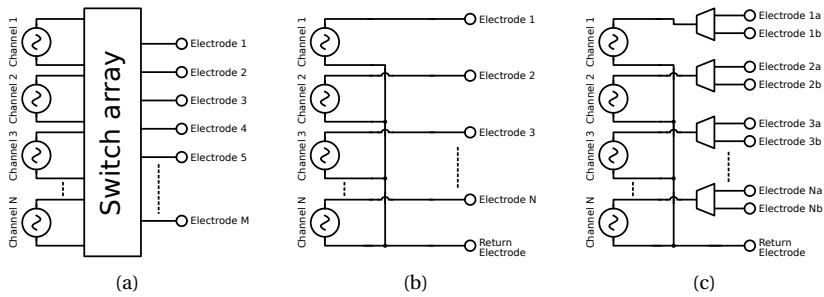 Channel 1
Channel 2
Channel 3
Channel N
Switch array
Electrode 1
Electrode 2
Electrode 3
Electrode 4
Electrode 5
Electrode M
(a)
Channel 1
Channel 2
Channel 3
Channel N
Electrode 1
Electrode 2
Electrode 3
Electrode N
Return
Electrode
(b)
Channel 1
Channel 2
Channel 3
Channel N
Electrode 1a
Electrode 1b
Electrode 2a
Electrode 2b
Electrode 3a
Electrode 3b
Electrode Na
Electrode Nb
Return
Electrode
(c)